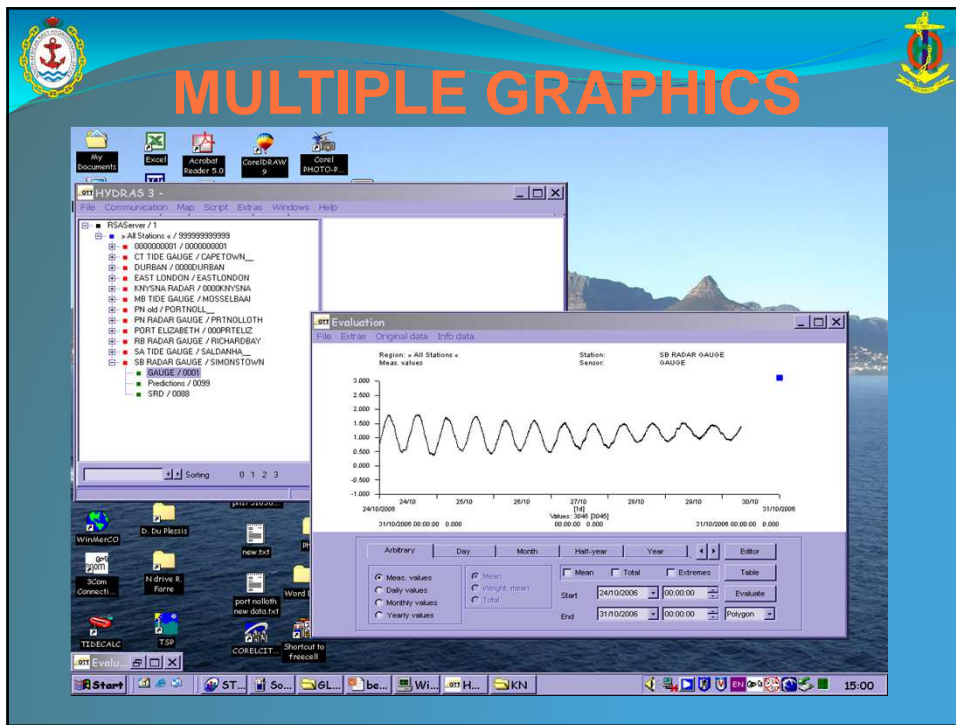 MULTIPLE GRAPHICS
My Documents
Excel
Acrobat Reader 5.0
CorelDRAW 9
Corel PHOTO-P...
OTT HYDRAS 3 -
File Communication Map Script Extras Windows Help
RSAServer / 1
> All Stations < / 999999999999
0000000001 / 0000000001
CT TIDE GAUGE / CAPETOWN__
DURBAN / 0000DURBAN
EAST LONDON / EASTLONDON
KNYSNA RADAR / 0000KNYSNA
MB TIDE GAUGE / MOSSELBAAI
PN old / PORTNOLL__
PN RADAR GAUGE / PRTNOLLOTH
PORT ELIZABETH / 000PRTELIZ
RB RADAR GAUGE / RICHARDBAY
SA TIDE GAUGE / SALDANHA__
SB RADAR GAUGE / SIMONSTOWN
GAUGE / 0001
Predictions / 0099
SRD / 0088
Sorting 0 1 2 3
OTT Evaluation
File Extras Original data Info data
Region: > All Stations < Station: SB RADAR GAUGE
Meas. values Sensor: GAUGE
3.000
2.500
2.000
1.500
1.000
0.500
0.000
-0.500
-1.000
24/10 25/10 26/10 27/10 28/10 29/10 30/10
24/10/2006 [1d] 31/10/2006
Values: 3045 [3045]
31/10/2006 00:00:00 0.000 00:00:00 0.000 31/10/2006 00:00:00 0.000
Arbitrary Day Month Half-year Year Editor
Meas. values Mean Mean Total Extremes Table
Daily values Weight. mean Start 24/10/2006 00:00:00 Evaluate
Monthly values Total
Yearly values End 31/10/2006 00:00:00 Polygon
WinMerCO
D. Du Plessis
new.txt
3Com Connecti...
N drive R. Farre
port nolloth new data.txt
Word
TIDECALC
TSP
CORELCIT...
Shortcut to freecell
OTT Evalu...
Start ST... So... GL... be... Wi... OTT H... KN EN 15:00